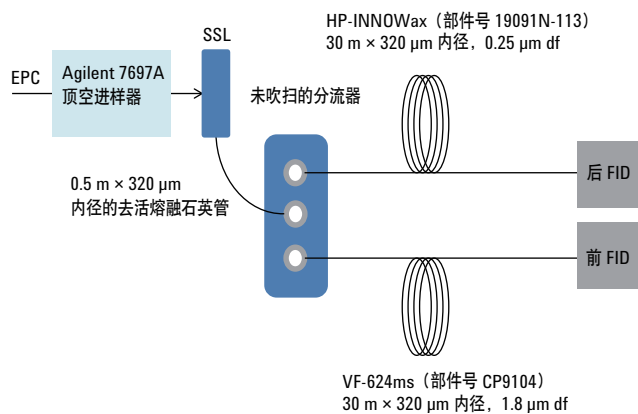 HP-INNOWax（部件号 19091N-113）
30 m × 320 µm 内径，0.25 µm df
SSL
EPC
Agilent 7697A
顶空进样器
未吹扫的分流器
后 FID
0.5 m × 320 µm
内径的去活熔融石英管
前 FID
VF-624ms（部件号 CP9104）
30 m × 320 µm 内径，1.8 µm df